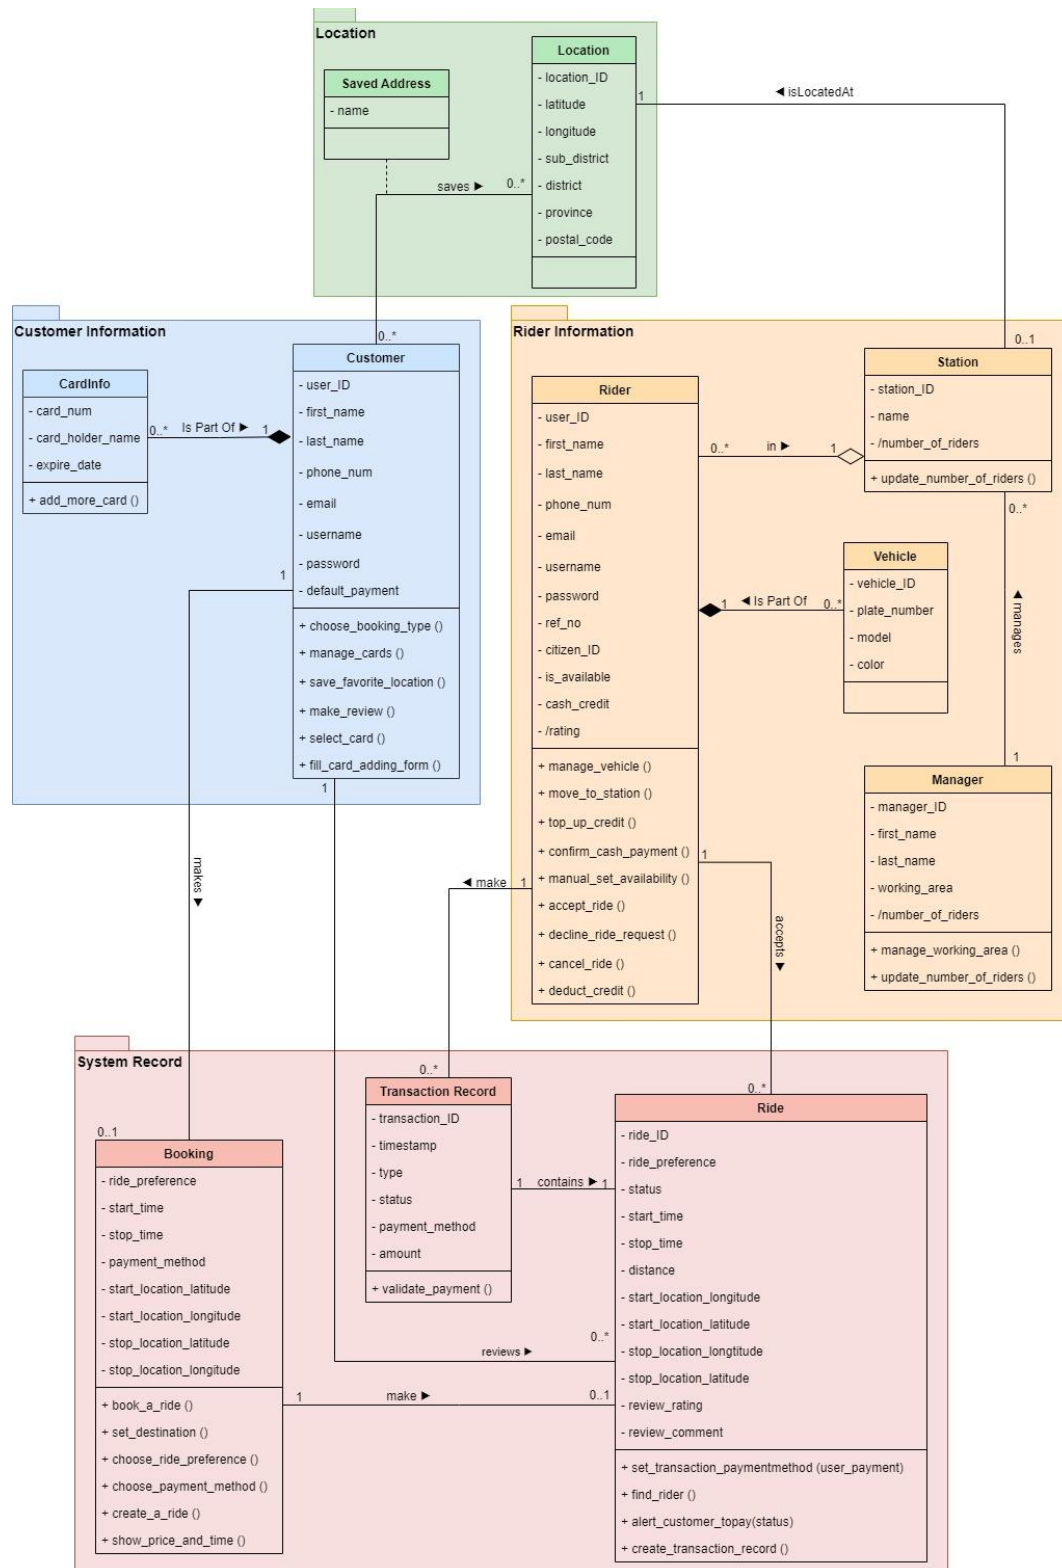 Location
Location
- location_ID
- latitude
- longitude
- sub_district
- district
- province
- postal_code
Saved Address
- name
1
◄ isLocatedAt
saves ►
0..*
0..*
0..1
Customer Information
Customer
- user_ID
- first_name
- last_name
- phone_num
- email
- username
- password
- default_payment
+ choose_booking_type ()
+ manage_cards ()
+ save_favorite_location ()
+ make_review ()
+ select_card ()
+ fill_card_adding_form ()
CardInfo
- card_num
- card_holder_name
- expire_date
+ add_more_card ()
0..*
Is Part Of ►
1
1
1
makes ►
Rider Information
Rider
- user_ID
- first_name
- last_name
- phone_num
- email
- username
- password
- ref_no
- citizen_ID
- is_available
- cash_credit
- /rating
+ manage_vehicle ()
+ move_to_station ()
+ top_up_credit ()
+ confirm_cash_payment ()
+ manual_set_availability ()
+ accept_ride ()
+ decline_ride_request ()
+ cancel_ride ()
+ deduct_credit ()
Station
- station_ID
- name
- /number_of_riders
+ update_number_of_riders ()
0..*
in ►
1
0..*
Vehicle
- vehicle_ID
- plate_number
- model
- color
1
◄ Is Part Of
0..*
◄ manages
1
Manager
- manager_ID
- first_name
- last_name
- working_area
- /number_of_riders
+ manage_working_area ()
+ update_number_of_riders ()
◄ make
1
1
accepts ►
System Record
0..*
0..*
0..1
Transaction Record
- transaction_ID
- timestamp
- type
- status
- payment_method
- amount
+ validate_payment ()
1
contains ►
1
Ride
- ride_ID
- ride_preference
- status
- start_time
- stop_time
- distance
- start_location_longitude
- start_location_latitude
- stop_location_longtitude
- stop_location_latitude
- review_rating
- review_comment
+ set_transaction_paymentmethod (user_payment)
+ find_rider ()
+ alert_customer_topay(status)
+ create_transaction_record ()
Booking
- ride_preference
- start_time
- stop_time
- payment_method
- start_location_latitude
- start_location_longitude
- stop_location_latitude
- stop_location_longitude
+ book_a_ride ()
+ set_destination ()
+ choose_ride_preference ()
+ choose_payment_method ()
+ create_a_ride ()
+ show_price_and_time ()
0..*
reviews ►
1
make ►
0..1